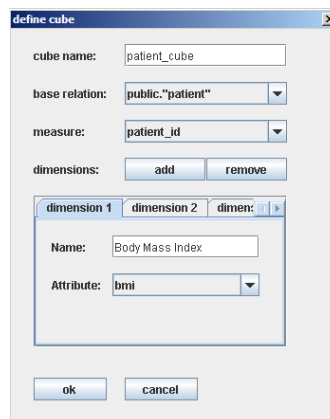 define cube
cube name: patient_cube
base relation: public."patient"
measure: patient_id
dimensions: add remove
dimension 1 dimension 2 dimen:
Name: Body Mass Index
Attribute: bmi
ok cancel